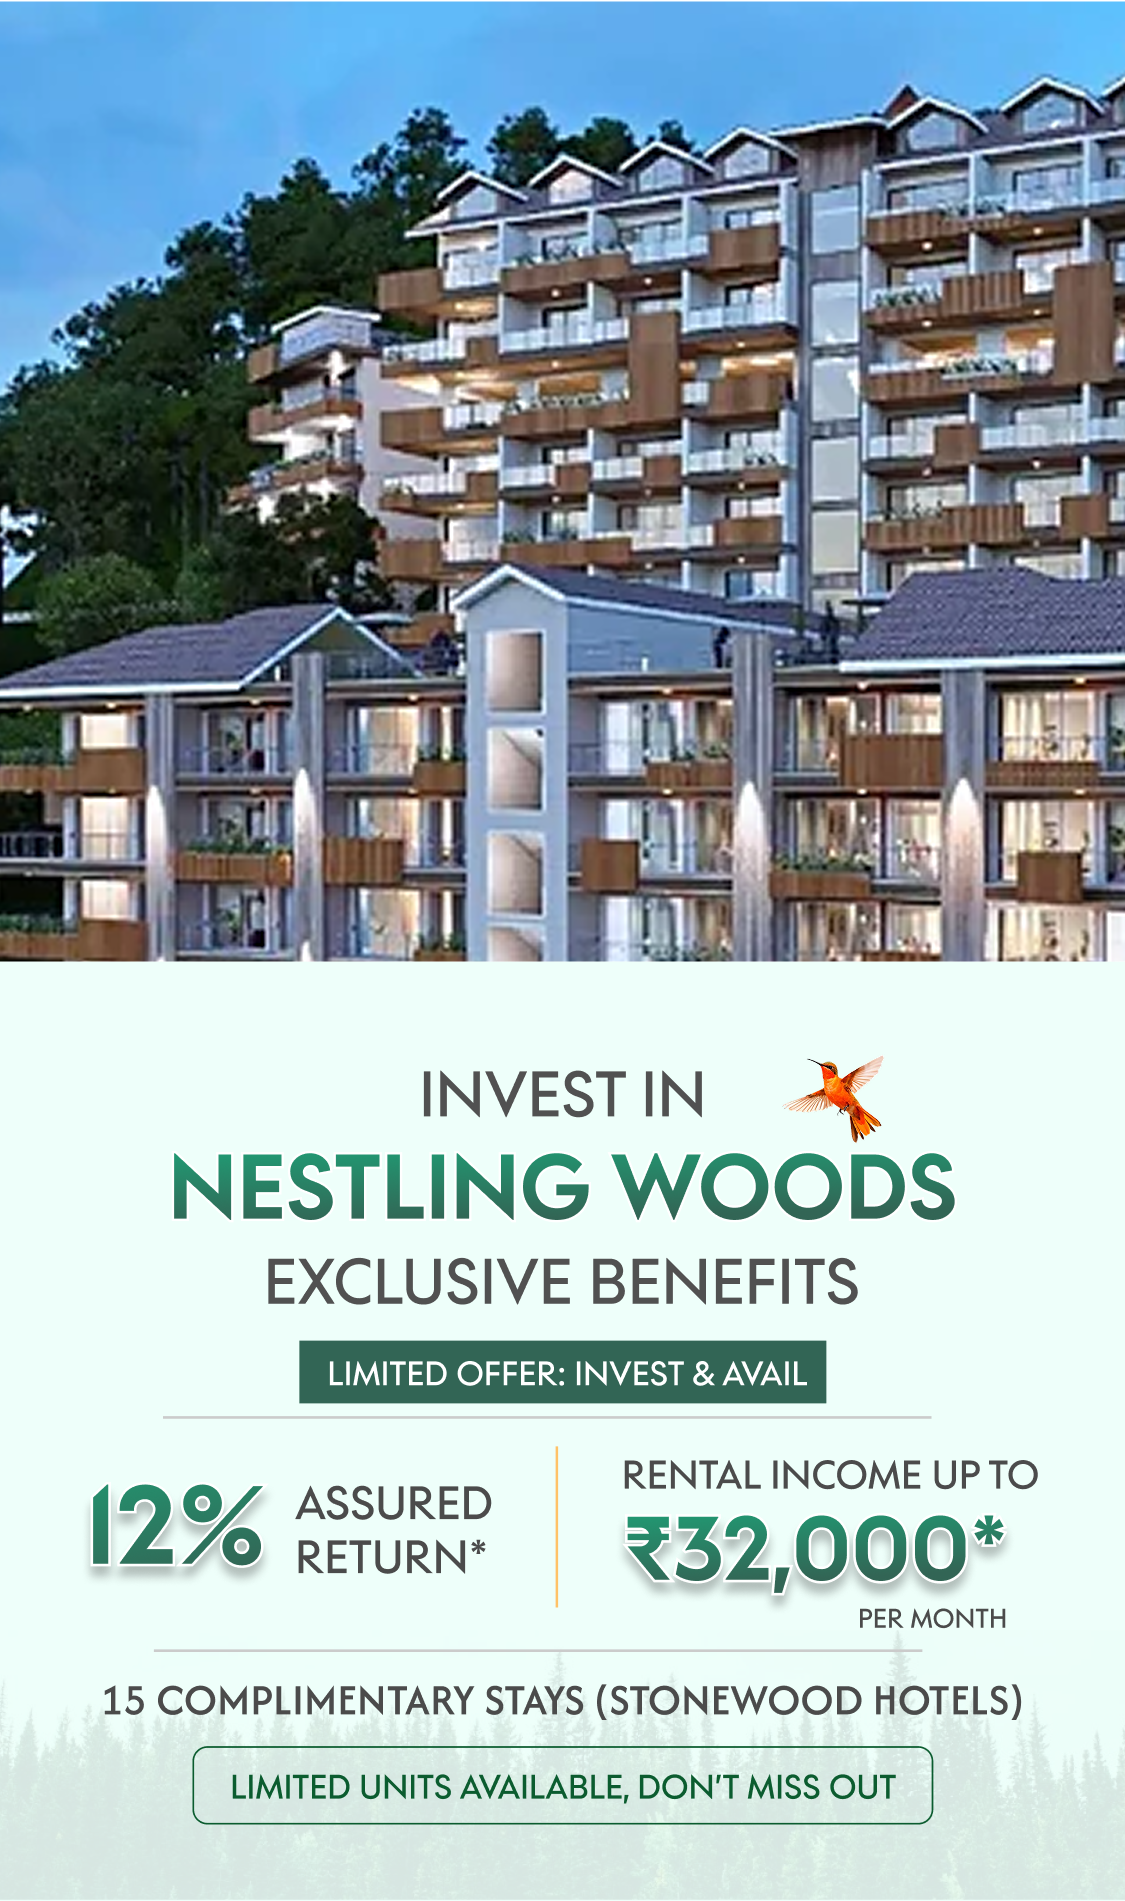 INVEST IN
NESTLING WOODS
EXCLUSIVE BENEFITS
LIMITED OFFER: INVEST & AVAIL
12% ASSURED
RETURN*
RENTAL INCOME UP TO
₹32,000*
PER MONTH
15 COMPLIMENTARY STAYS (STONEWOOD HOTELS)
LIMITED UNITS AVAILABLE, DON'T MISS OUT